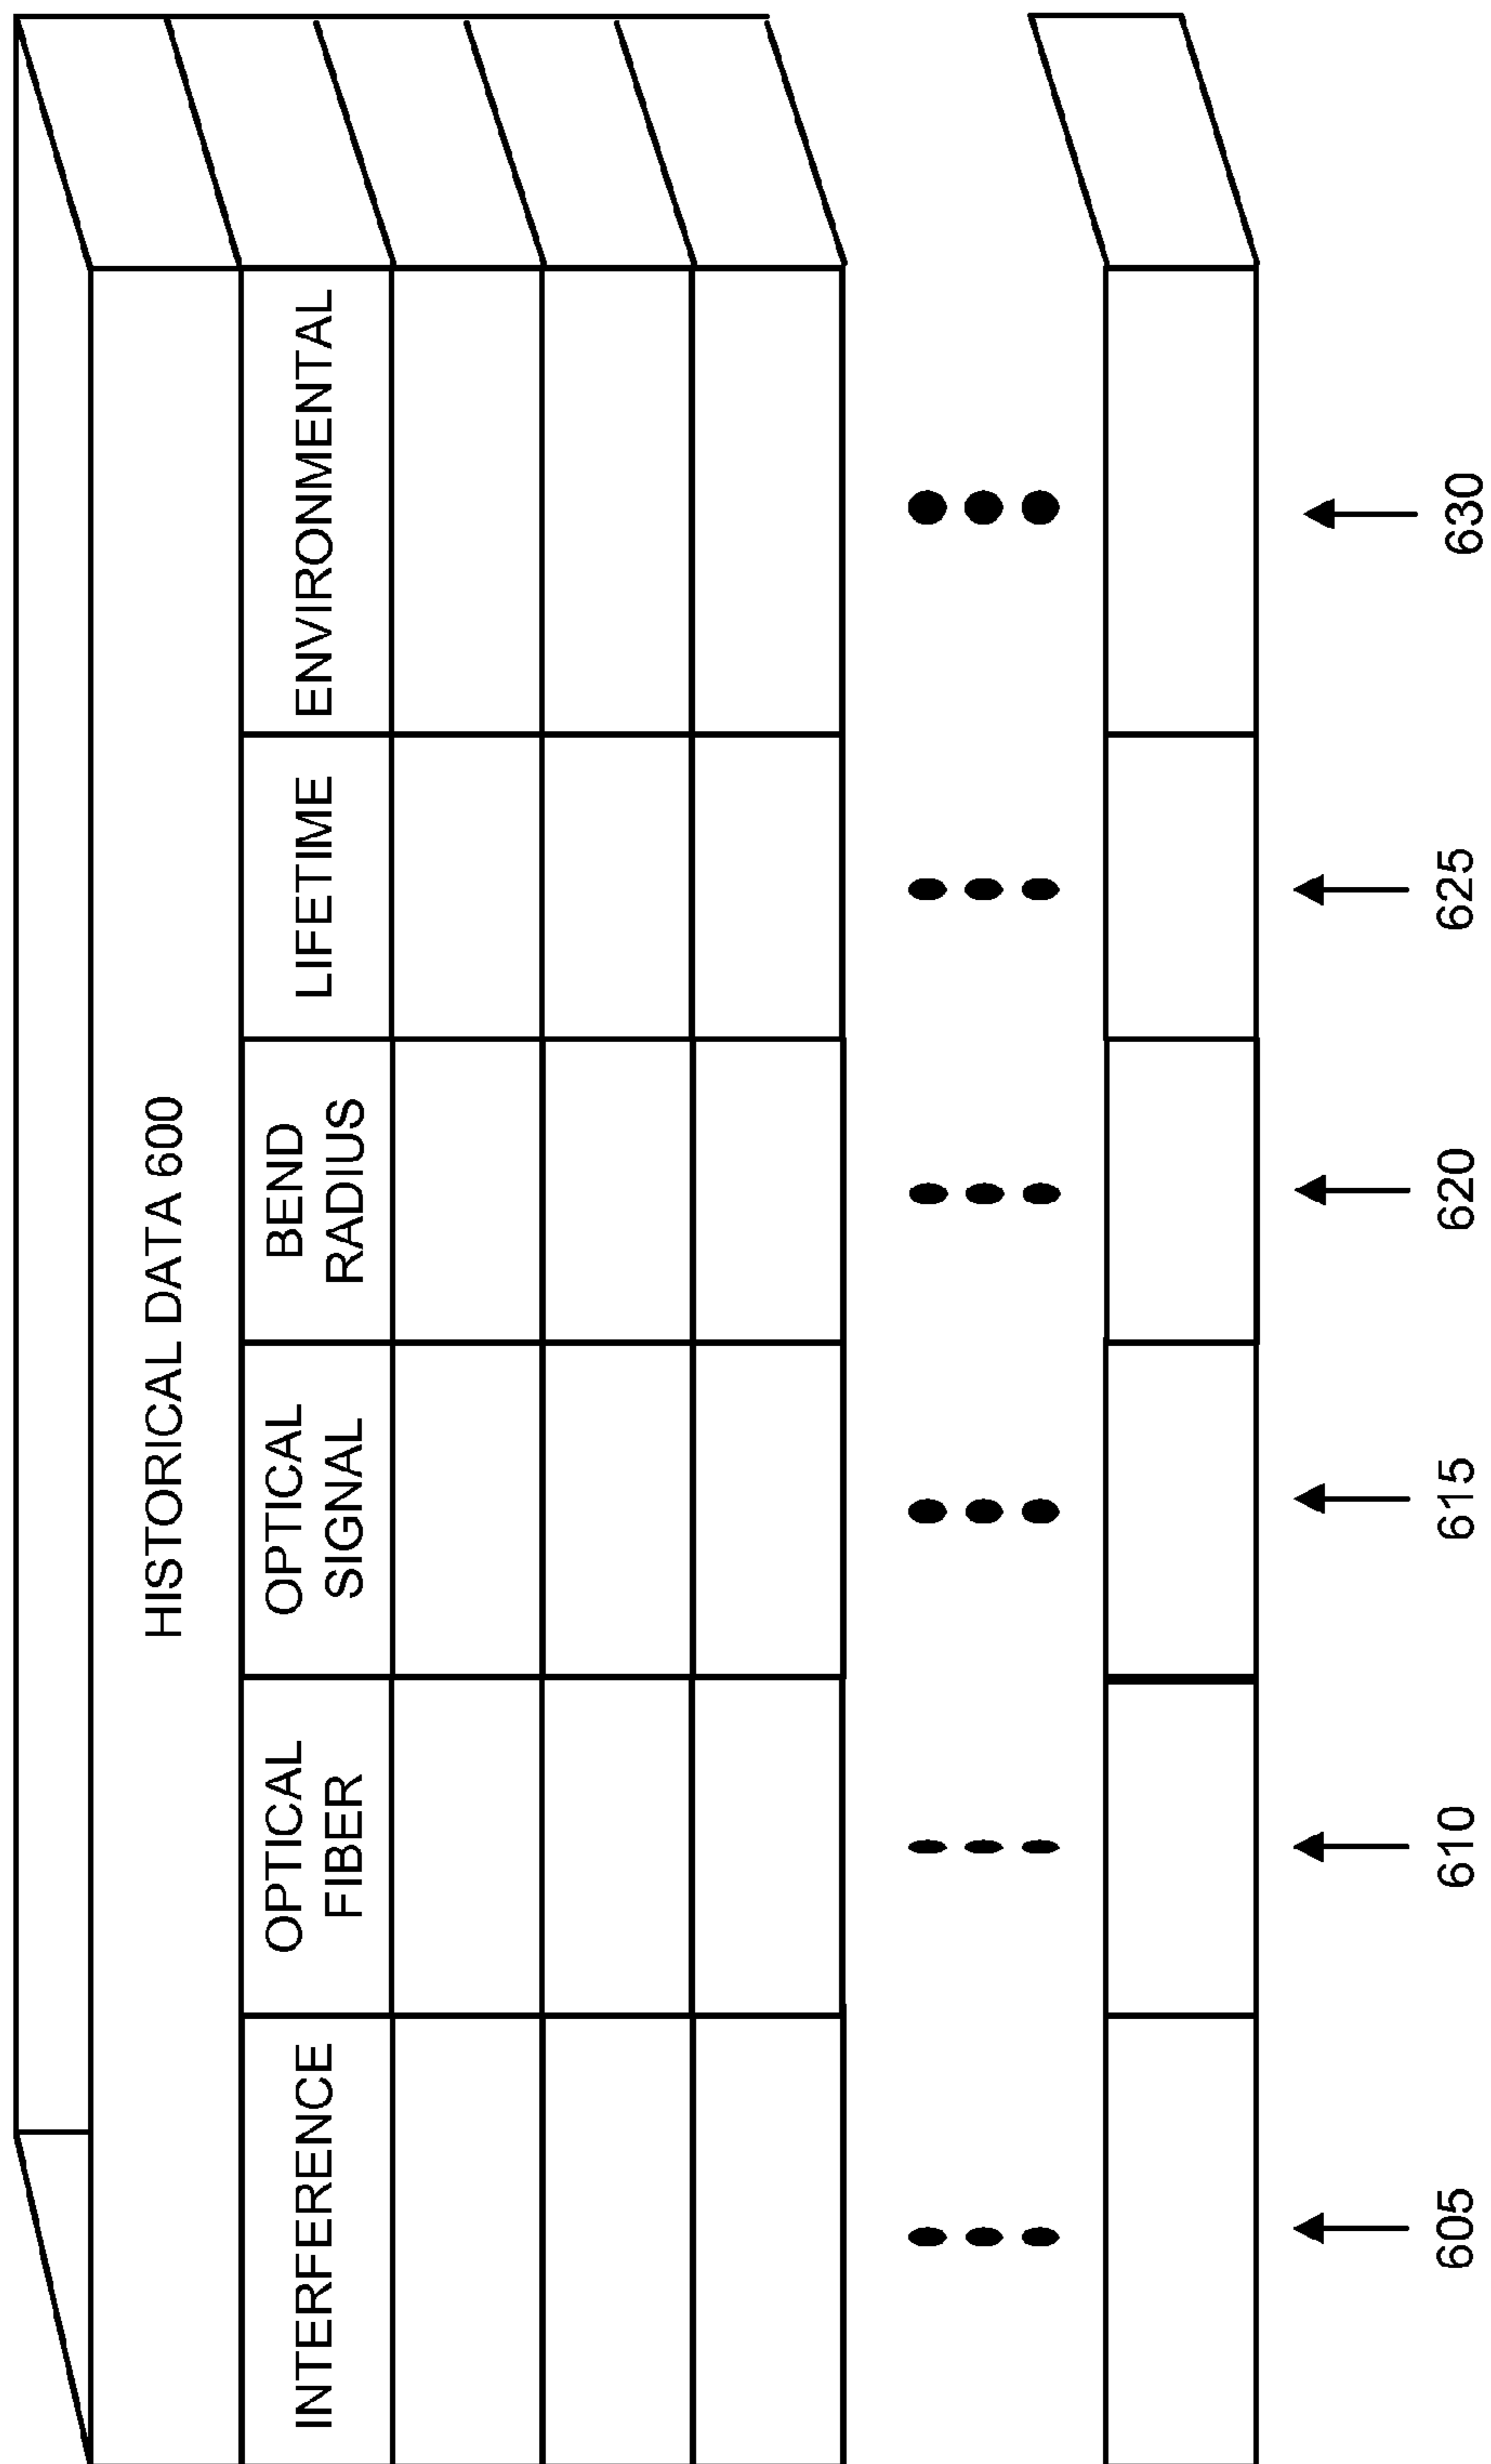 HISTORICAL DATA 600
INTERFERENCE
OPTICAL
FIBER
OPTICAL
SIGNAL
BEND
RADIUS
LIFETIME
ENVIRONMENTAL
605
610
615
620
625
630